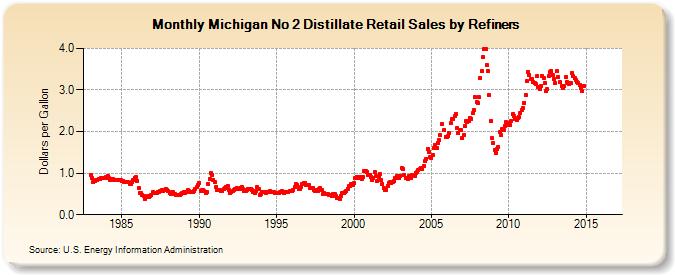 Monthly Michigan No 2 Distillate Retail Sales by Refiners
Dollars per Gallon
4.0
3.0
2.0
1.0
0.0
1985 1990 1995 2000 2005 2010 2015
Source: U.S. Energy Information Administration